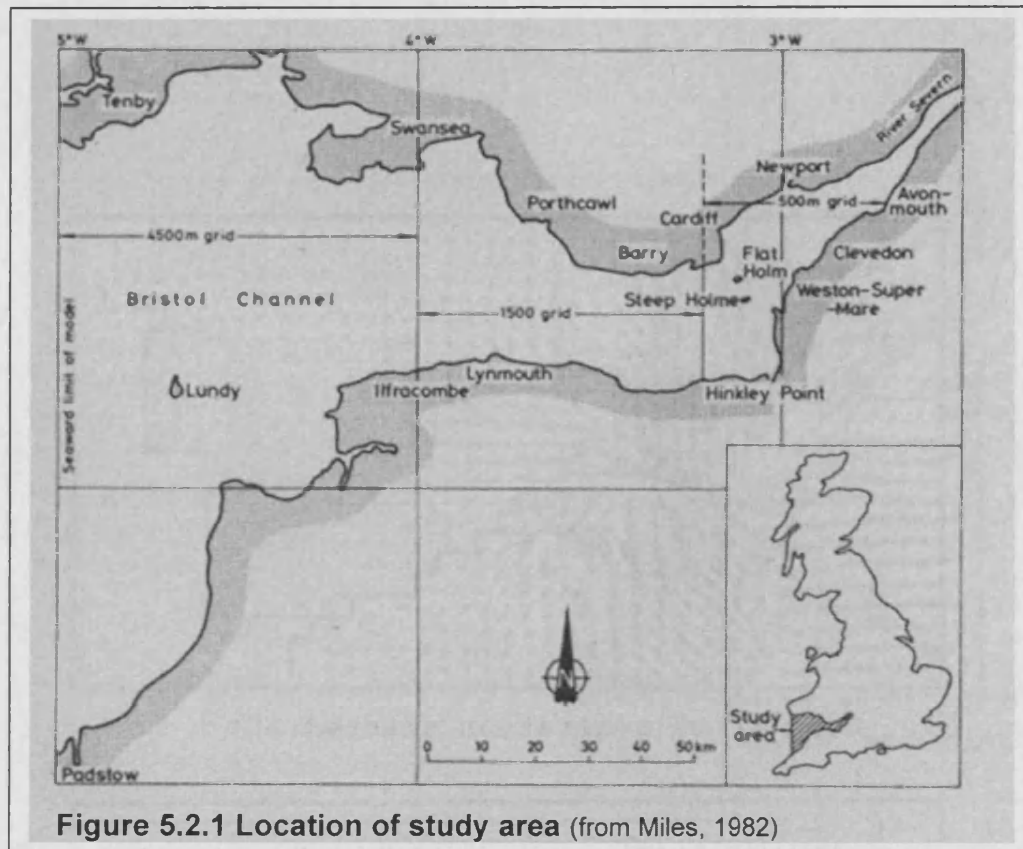 5°W
4°W
3°W
Tenby
Swansea
River Severn
Newport
500m grid
Avon-
mouth
Porthcawl
Cardiff
4500m grid
Barry
Flat
Holm
Clevedon
Bristol Channel
Steep Holme
Weston-Super
-Mare
1500 grid
Seaward limit of model
Lundy
Ilfracombe
Lynmouth
Hinkley Point
N
Study
area
0 10 20 30 40 50 km
Padstow
Figure 5.2.1 Location of study area (from Miles, 1982)